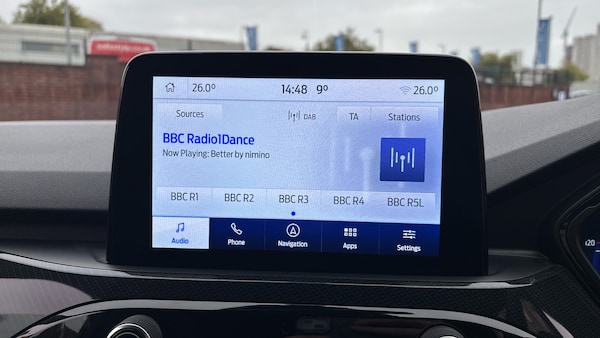 26.0° 14:48 9° 26.0°
Sources DAB TA Stations
BBC Radio1Dance
Now Playing: Better by nimino
BBC R1 BBC R2 BBC R3 BBC R4 BBC R5L
Audio Phone Navigation Apps Settings